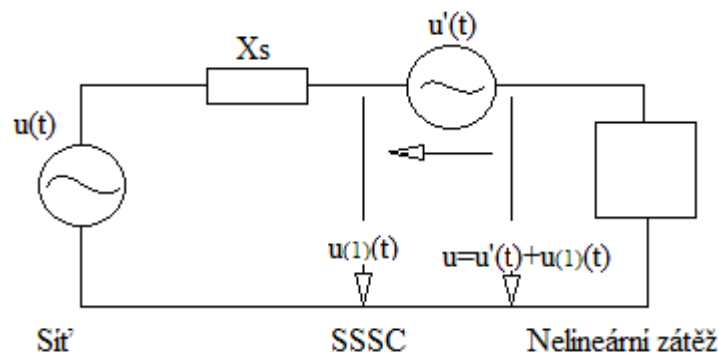 u'(t)
Xs
u(t)
u(1)(t)
u=u'(t)+u(1)(t)
Síť
SSSC
Nelineární zátěž